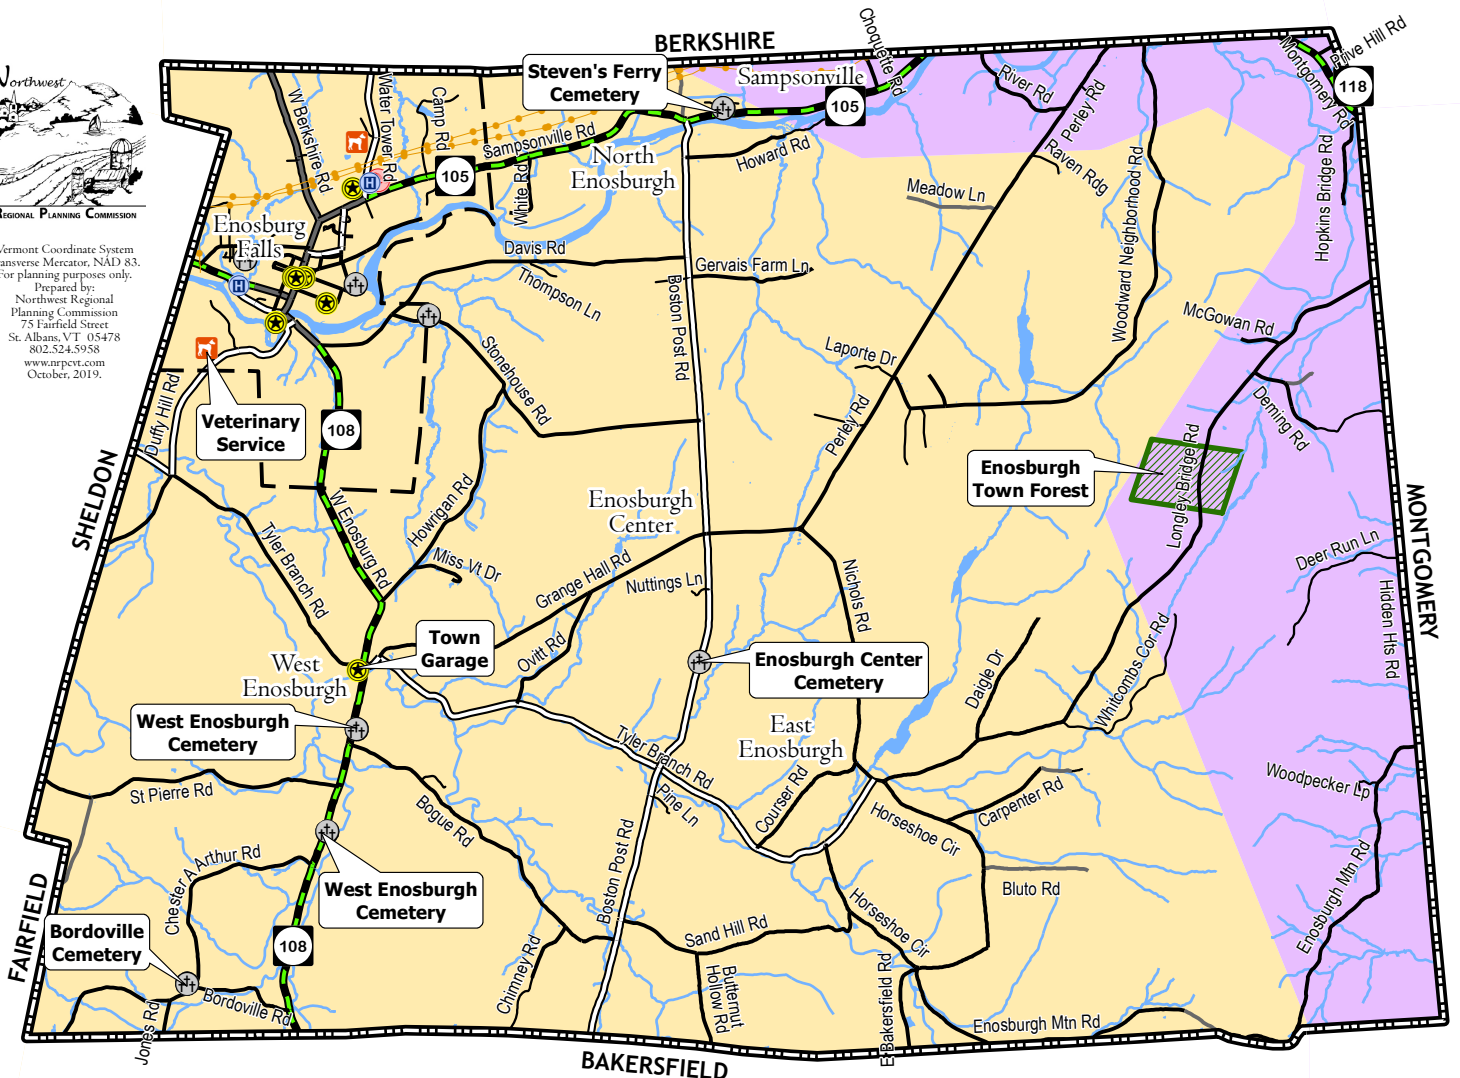 BERKSHIRE
Choquette Rd
Prive Hill Rd
Montgomery Rd
118
Northwest
REGIONAL PLANNING COMMISSION
Vermont Coordinate System
Transverse Mercator, NAD 83.
For planning purposes only.
Prepared by:
Northwest Regional
Planning Commission
75 Fairfield Street
St. Albans, VT 05478
802.524.5958
www.nrpcvt.com
October, 2019.
Steven's Ferry
Cemetery
Sampsonville
105
River Rd
Perley Rd
W Berkshire Rd
Water Tower Rd
Camp Rd
Sampsonville Rd
105
H
White Rd
North
Enosburgh
Howard Rd
Raven Rdg
Meadow Ln
Woodward Neighborhood Rd
Hopkins Bridge Rd
Enosburg
Falls
H
Davis Rd
Thompson Ln
Gervais Farm Ln
Boston Post Rd
McGowan Rd
Laporte Dr
Stonehouse Rd
Duffy Hill Rd
Veterinary
Service
108
Perley Rd
Deming Rd
Longley Bridge Rd
Enosburgh
Town Forest
SHELDON
MONTGOMERY
Enosburgh
Center
W Enosburg Rd
Howrigan Rd
Tyler Branch Rd
Miss Vt Dr
Grange Hall Rd
Nuttings Ln
Nichols Rd
Deer Run Ln
Hidden Hts Rd
Town
Garage
Ovitt Rd
West
Enosburgh
Enosburgh Center
Cemetery
Daigle Dr
Whitcombs Cor Rd
West Enosburgh
Cemetery
East
Enosburgh
Tyler Branch Rd
Pine Ln
Courser Rd
St Pierre Rd
Bogue Rd
Horseshoe Cir
Carpenter Rd
Woodpecker Lp
Chester A Arthur Rd
West Enosburgh
Cemetery
Boston Post Rd
Bluto Rd
Enosburgh Mtn Rd
FAIRFIELD
Bordoville
Cemetery
108
Chimney Rd
Sand Hill Rd
Horseshoe Cir
Butternut
Hollow Rd
E Bakersfield Rd
Bordoville Rd
Jones Rd
Enosburgh Mtn Rd
BAKERSFIELD